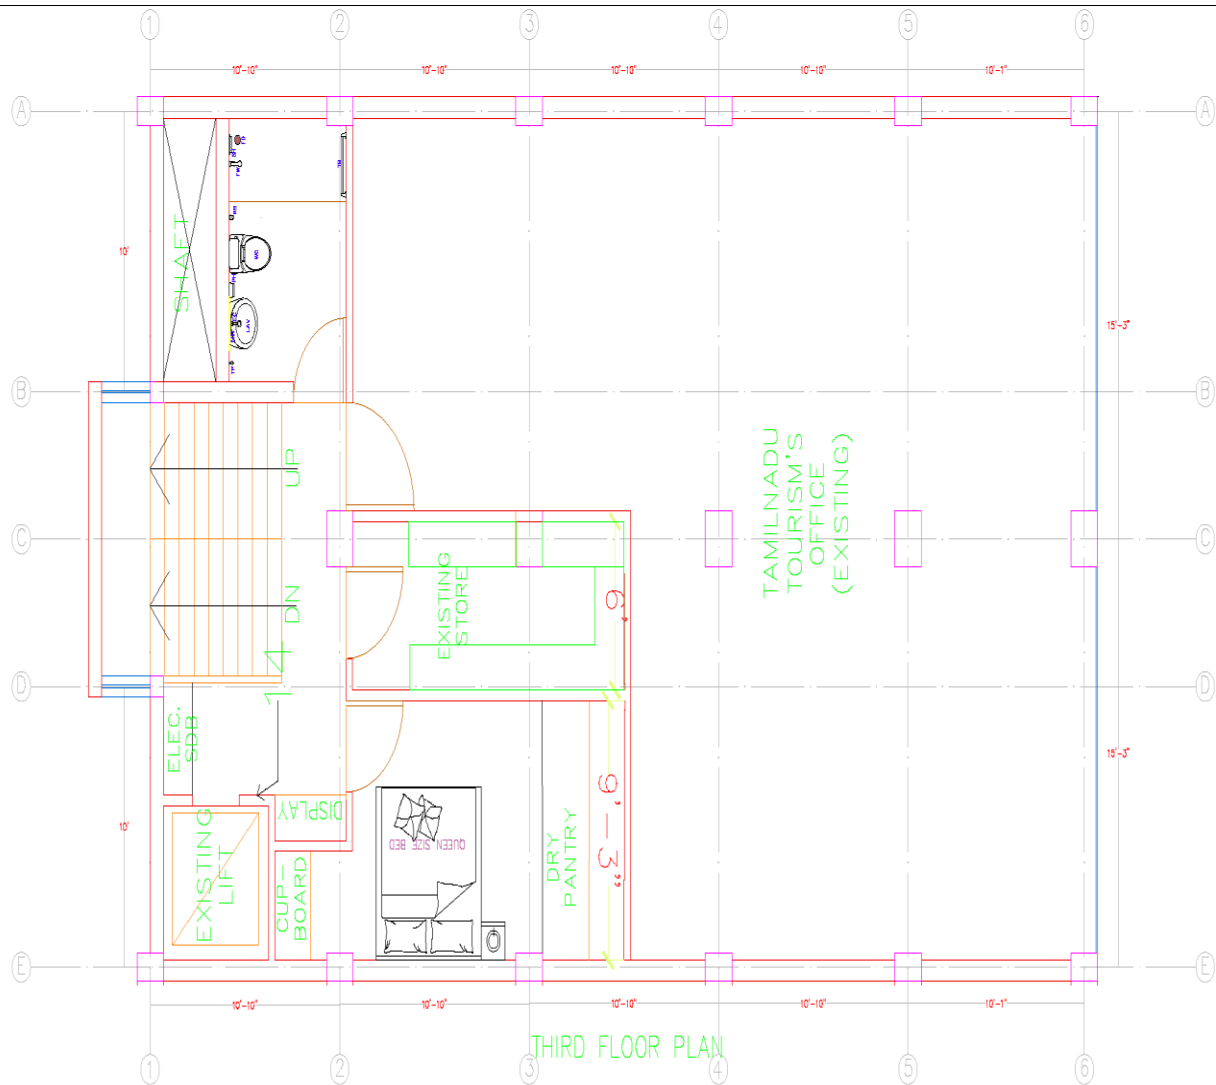 1 2 3 4 5 6
10'-10" 10'-10" 10'-10" 10'-10" 10'-1"
A A
SHAFT
10'
WC
LAV
15'-3"
B B
UP
TAMILNADU
TOURISM'S
OFFICE
(EXISTING)
C C
EXISTING
STORE
6'
DN
14
D D
ELEC.
SDB
15'-3"
DISPLAY
10'
EXISTING
LIFT
CUP-
BOARD
QUEEN SIZE BED
DRY
PANTRY
9'-3"
E E
10'-10" 10'-10" 10'-10" 10'-10" 10'-1"
THIRD FLOOR PLAN
1 2 3 4 5 6